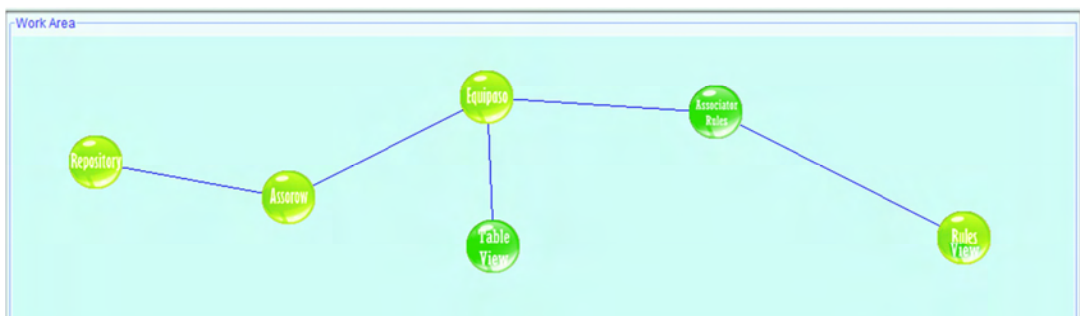 Work Area
Equipaso
Associator
Rules
Repository
Assorow
Table
View
Rules
View